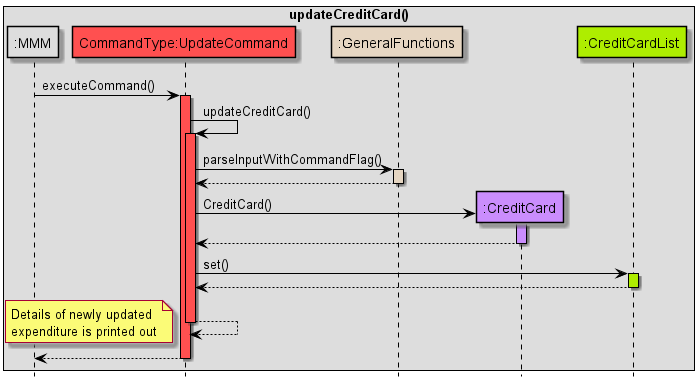 updateCreditCard()
:MMM
CommandType:UpdateCommand
:GeneralFunctions
:CreditCardList
executeCommand()
updateCreditCard()
parseInputWithCommandFlag()
CreditCard()
:CreditCard
set()
Details of newly updated
expenditure is printed out